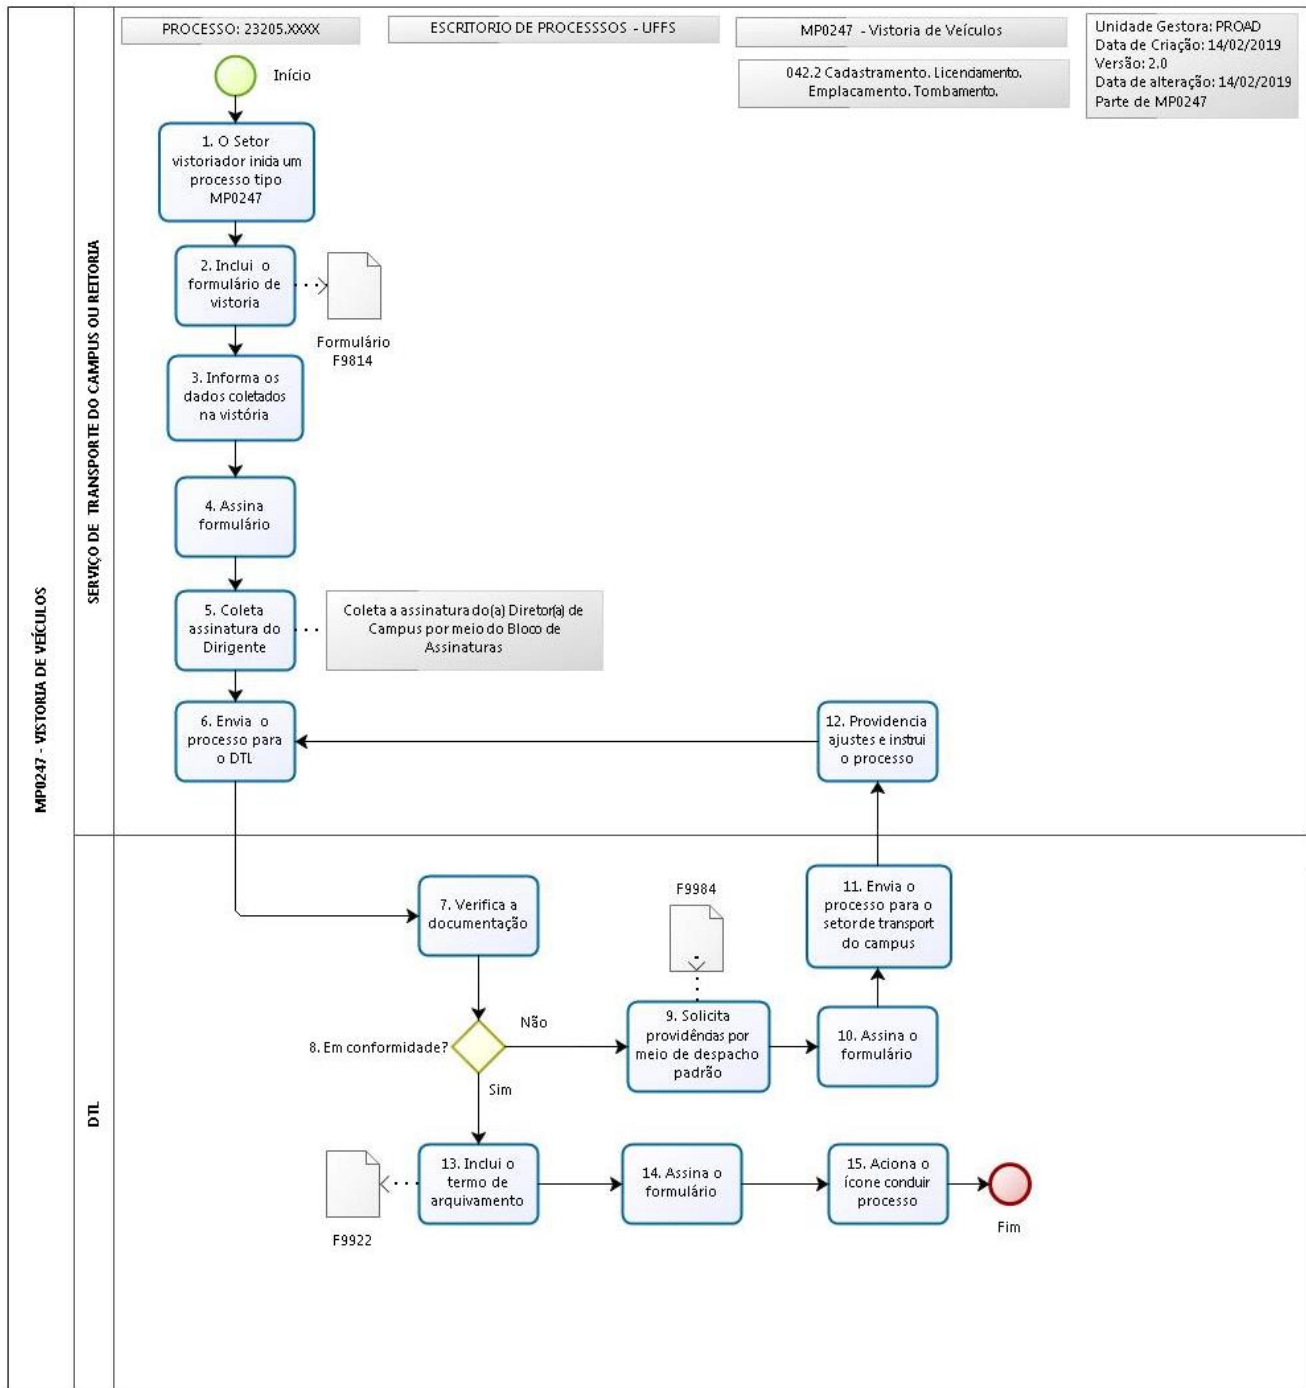 PROCESSO: 23205.XXXX
ESCRITORIO DE PROCESSSOS - UFFS
MP0247 - Vistoria de Veículos
042.2 Cadastramento. Licenciamento.
Emplacamento. Tombamento.
Unidade Gestora: PROAD
Data de Criação: 14/02/2019
Versão: 2.0
Data de alteração: 14/02/2019
Parte de MP0247
MP0247 - VISTORIA DE VEÍCULOS
SERVIÇO DE TRANSPORTE DO CAMPUS OU REITORIA
Início
1. O Setor
vistoriador inicia um
processo tipo
MP0247
2. Inclui o
formulário de
vistoria
Formulário
F9814
3. Informa os
dados coletados
na vistória
4. Assina
formulário
5. Coleta
assinatura do
Dirigente
Coleta a assinatura do(a) Diretor(a) de
Campus por meio do Bloco de
Assinaturas
6. Envia o
processo para
o DTL
12. Providencia
ajustes e instrui
o processo
DTL
7. Verifica a
documentação
8. Em conformidade?
Não
Sim
F9984
9. Solicita
providências por
meio de despacho
padrão
10. Assina o
formulário
11. Envia o
processo para o
setor de transport
do campus
13. Inclui o
termo de
arquivamento
F9922
14. Assina o
formulário
15. Aciona o
ícone conduir
processo
Fim